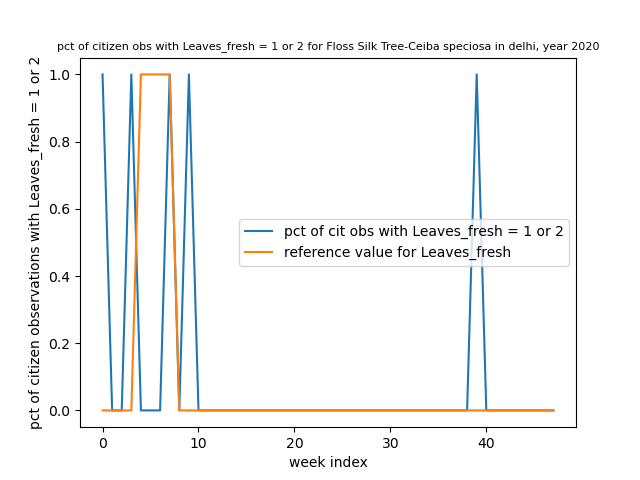 pct of citizen obs with Leaves_fresh = 1 or 2 for Floss Silk Tree-Ceiba speciosa in delhi, year 2020
pct of citizen observations with Leaves_fresh = 1 or 2
1.0
0.8
0.6
0.4
0.2
0.0
pct of cit obs with Leaves_fresh = 1 or 2
reference value for Leaves_fresh
0 10 20 30 40
week index